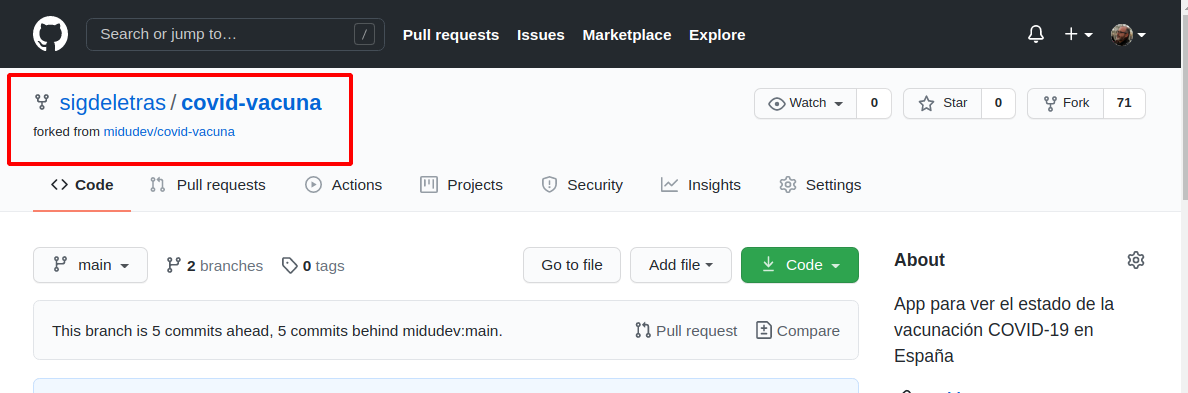 Search or jump to… / Pull requests Issues Marketplace Explore
sigdeletras / covid-vacuna
forked from midudev/covid-vacuna
Watch 0 Star 0 Fork 71
Code Pull requests Actions Projects Security Insights Settings
main 2 branches 0 tags Go to file Add file Code
This branch is 5 commits ahead, 5 commits behind midudev:main. Pull request Compare
About
App para ver el estado de la
vacunación COVID-19 en
España